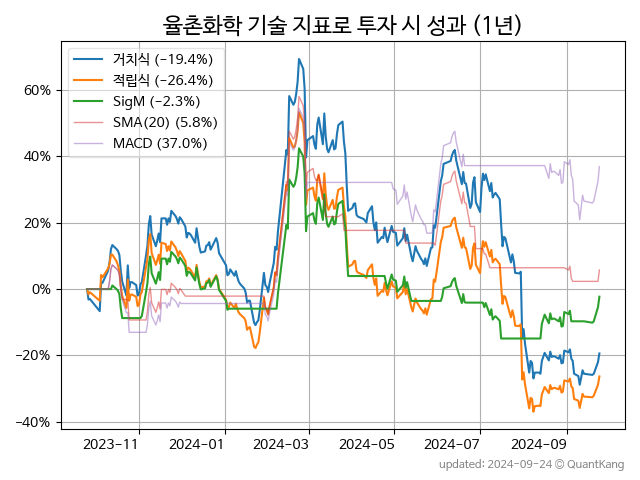 율촌화학 기술 지표로 투자 시 성과 (1년)
거치식 (-19.4%)
적립식 (-26.4%)
SigM (-2.3%)
SMA(20) (5.8%)
MACD (37.0%)
60%
40%
20%
0%
-20%
-40%
2023-11
2024-01
2024-03
2024-05
2024-07
2024-09
updated: 2024-09-24 © QuantKang